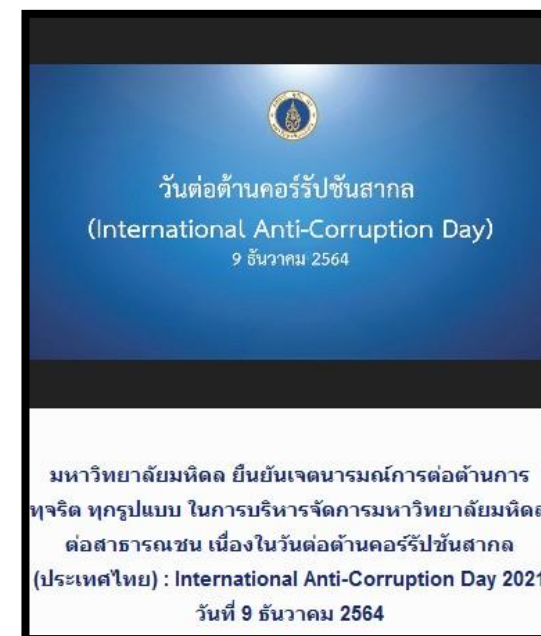 วันต่อต้านคอร์รัปชันสากล
(International Anti-Corruption Day)
9 ธันวาคม 2564
มหาวิทยาลัยมหิดล ยืนยันเจตนารมณ์การต่อต้านการ
ทุจริต ทุกรูปแบบ ในการบริหารจัดการมหาวิทยาลัยมหิดล
ต่อสาธารณชน เนื่องในวันต่อต้านคอร์รัปชันสากล
(ประเทศไทย) : International Anti-Corruption Day 2021
วันที่ 9 ธันวาคม 2564